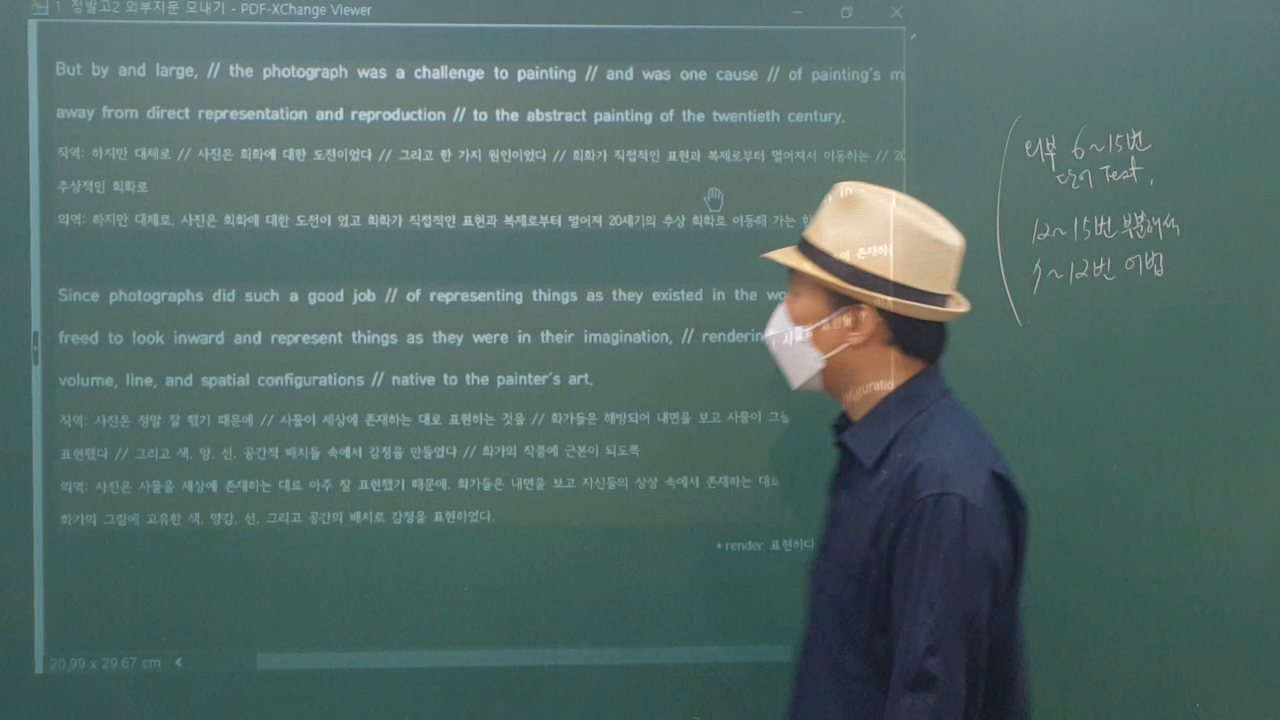 1. 정발고2 외부지문 모내기 - PDF-XChange Viewer
But by and large, // the photograph was a challenge to painting // and was one cause // of painting's
away from direct representation and reproduction // to the abstract painting of the twentieth century.
직역: 하지만 대체로 // 사진은 회화에 대한 도전이었다 // 그리고 한 가지 원인이었다 // 회화가 직접적인 표현과 복제로부터 멀어져서 이동하는 // 20
추상적인 회화로
의역: 하지만 대체로, 사진은 회화에 대한 도전이 었고 회화가 직접적인 표현과 복제로부터 멀어져 20세기의 추상 회화로 이동해 가는
Since photographs did such a good job // of representing things as they existed in the
freed to look inward and represent things as they were in their imagination, //
volume, line, and spatial configurations // native to the painter's art.
직역: 사진은 정말 잘 했기 때문에 // 사물이 세상에 존재하는 대로 표현하는 것을 // 화가들은 해방되어 내면을 보고 사물이
표현했다 // 그리고 색, 양, 선, 공간적 배치들 속에서 감정을 만들었다 // 화가의 작품에 근본이 되도록
의역: 사진은 사물을 세상에 존재하는 대로 아주 잘 표현했기 때문에, 화가들은 내면을 보고 자신들의 상상 속에서 존재하는 대로
화가의 그림에 고유한 색, 양감, 선, 그리고 공간의 배치로 감정을 표현하였다.
* render 표현하다
20.99 x 29.67 cm
외부 6~15번
단어 Test,
12~15번 부분해석
1~12번 어법